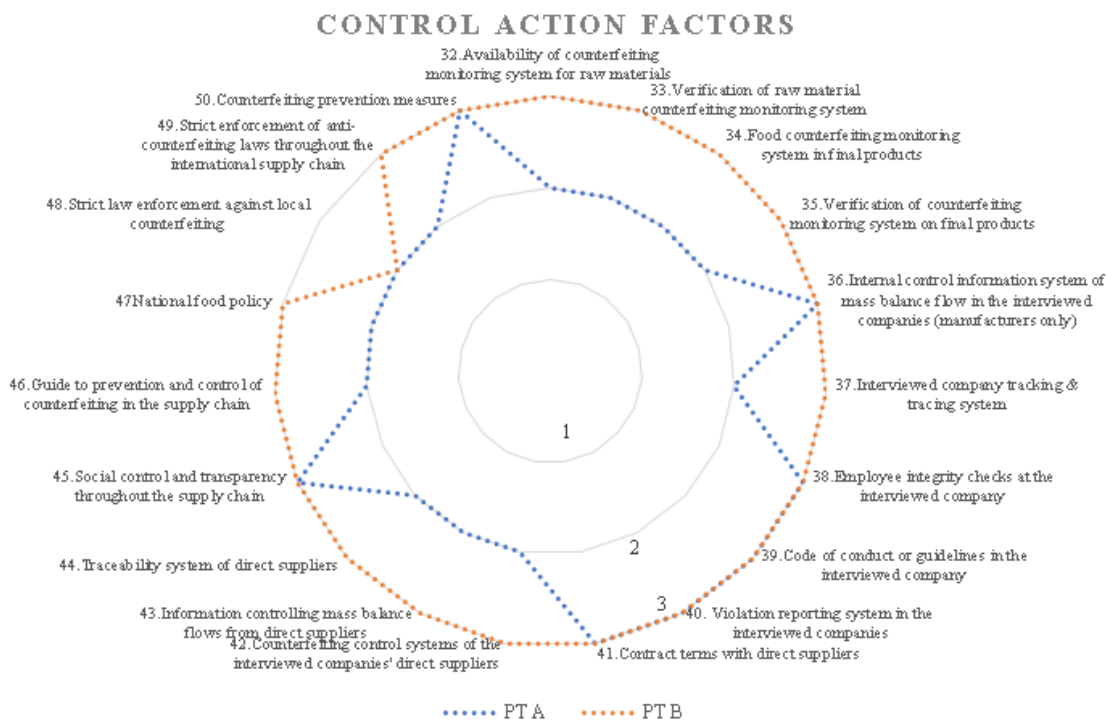 CONTROL ACTION FACTORS
32.Availability of counterfeiting
monitoring system for raw materials
33.Verification of raw material
counterfeiting monitoring system
34.Food counterfeiting monitoring
system in final products
35.Verification of counterfeiting
monitoring system on final products
36.Internal control information system of
mass balance flow in the interviewed
companies (manufacturers only)
37.Interviewed company tracking &
tracing system
38.Employee integrity checks at the
interviewed company
39.Code of conduct or guidelines in the
interviewed company
40. Violation reporting system in the
interviewed companies
41.Contract terms with direct suppliers
42.Counterfeiting control systems of the
interviewed companies' direct suppliers
43.Information controlling mass balance
flows from direct suppliers
44.Traceability system of direct suppliers
45.Social control and transparency
throughout the supply chain
46.Guide to prevention and control of
counterfeiting in the supply chain
47National food policy
48.Strict law enforcement against local
counterfeiting
49.Strict enforcement of anti-
counterfeiting laws throughout the
international supply chain
50.Counterfeiting prevention measures
1
2
3
PT A
PT B